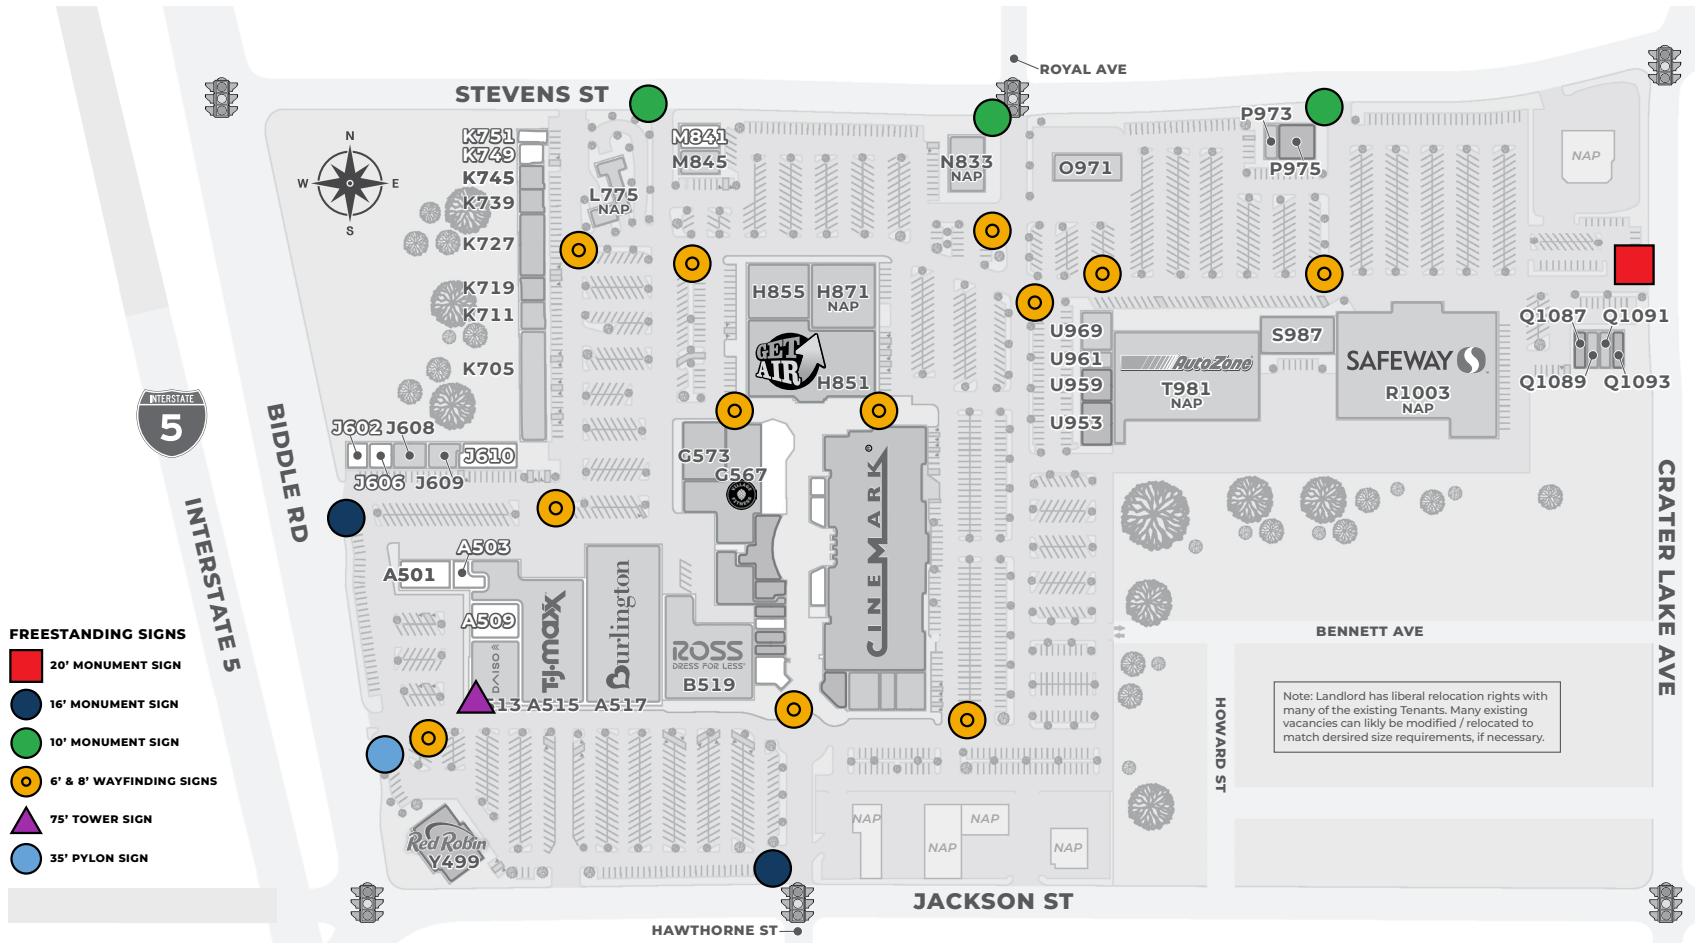 ROYAL AVE
STEVENS ST
N
W
E
S
K751
K749
K745
K739
K727
K719
K711
K705
L775
NAP
M841
M845
N833
NAP
O971
P973
P975
NAP
H855
H871
NAP
GET
AIR
H851
U969
U961
U959
U953
AutoZone
T981
NAP
S987
SAFEWAY
R1003
NAP
Q1087
Q1091
Q1089
Q1093
INTERSTATE
5
BIDDLE RD
INTERSTATE 5
J602
J608
J606
J609
J610
G573
G567
CINEMARK
A501
A503
A509
DAISO
513
T·J·maxx
A515
Burlington
A517
ROSS
DRESS FOR LESS
B519
CRATER LAKE AVE
BENNETT AVE
HOWARD ST
Note: Landlord has liberal relocation rights with
many of the existing Tenants. Many existing
vacancies can likly be modified / relocated to
match dersired size requirements, if necessary.
FREESTANDING SIGNS
20' MONUMENT SIGN
16' MONUMENT SIGN
10' MONUMENT SIGN
6' & 8' WAYFINDING SIGNS
75' TOWER SIGN
35' PYLON SIGN
Red Robin
Y499
NAP
NAP
NAP
NAP
JACKSON ST
HAWTHORNE ST